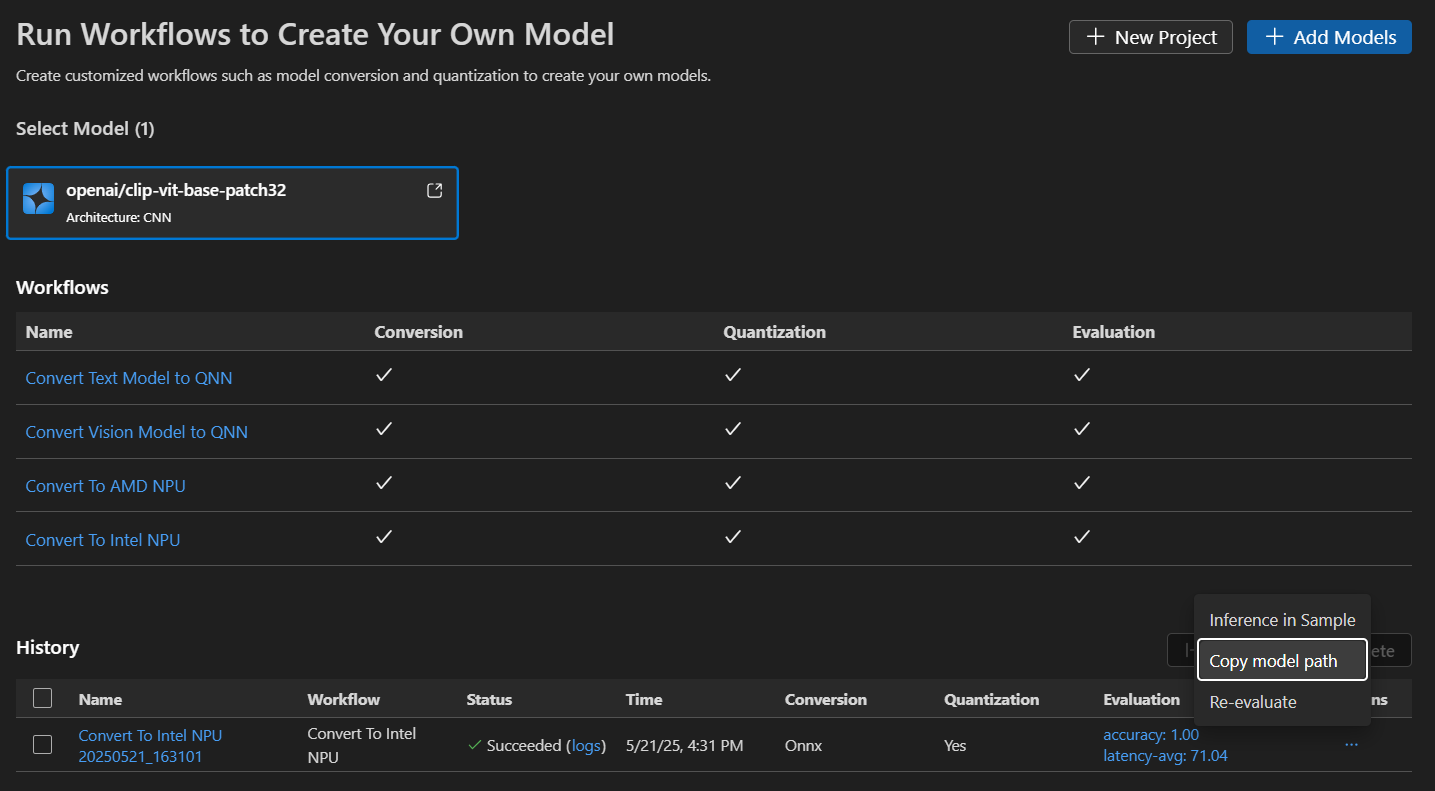 Run Workflows to Create Your Own Model
+ New Project
+ Add Models
Create customized workflows such as model conversion and quantization to create your own models.
Select Model (1)
openai/clip-vit-base-patch32
Architecture: CNN
Workflows
Name Conversion Quantization Evaluation
Convert Text Model to QNN
Convert Vision Model to QNN
Convert To AMD NPU
Convert To Intel NPU
History
Inference in Sample
Copy model path
Re-evaluate
Name Workflow Status Time Conversion Quantization Evaluation
Convert To Intel NPU
20250521_163101
Convert To Intel
NPU
Succeeded (logs)
5/21/25, 4:31 PM
Onnx
Yes
accuracy: 1.00
latency-avg: 71.04
...